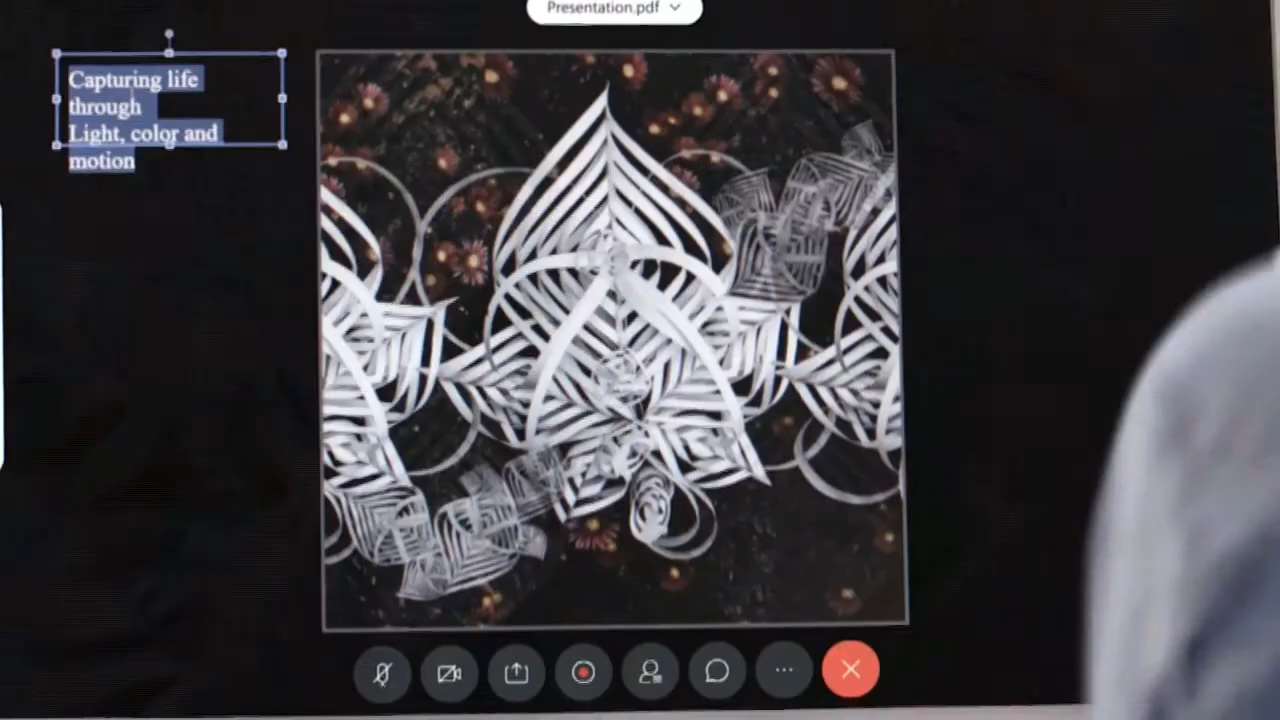 Presentation.pdf
Capturing life
through
Light, color and
motion